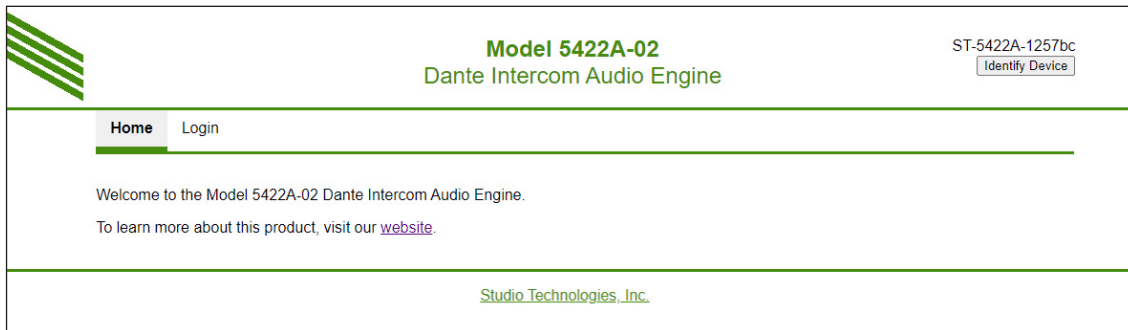 Model 5422A-02
Dante Intercom Audio Engine
ST-5422A-1257bc
Identify Device
Home Login
Welcome to the Model 5422A-02 Dante Intercom Audio Engine.
To learn more about this product, visit our website.
Studio Technologies, Inc.